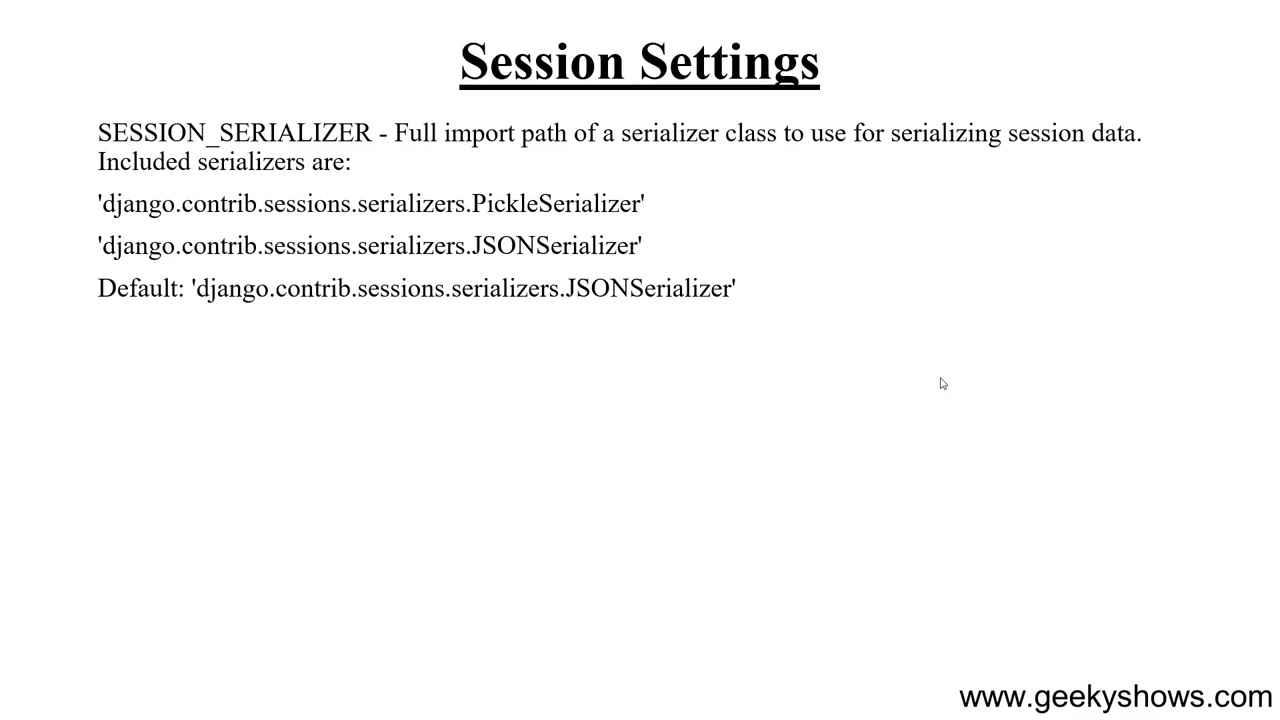 Session Settings
SESSION_SERIALIZER - Full import path of a serializer class to use for serializing session data.
Included serializers are:
'django.contrib.sessions.serializers.PickleSerializer'
'django.contrib.sessions.serializers.JSONSerializer'
Default: 'django.contrib.sessions.serializers.JSONSerializer'
www.geekyshows.com